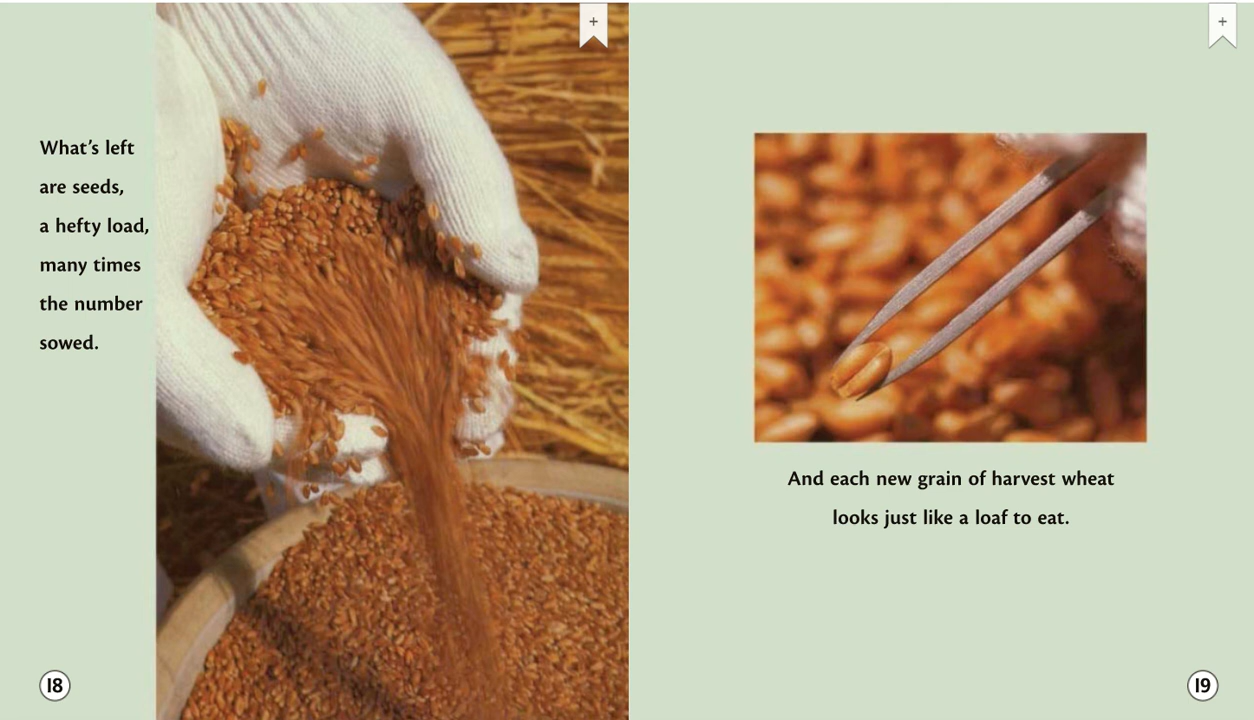 What's left
are seeds,
a hefty load,
many times
the number
sowed.
18
And each new grain of harvest wheat
looks just like a loaf to eat.
19